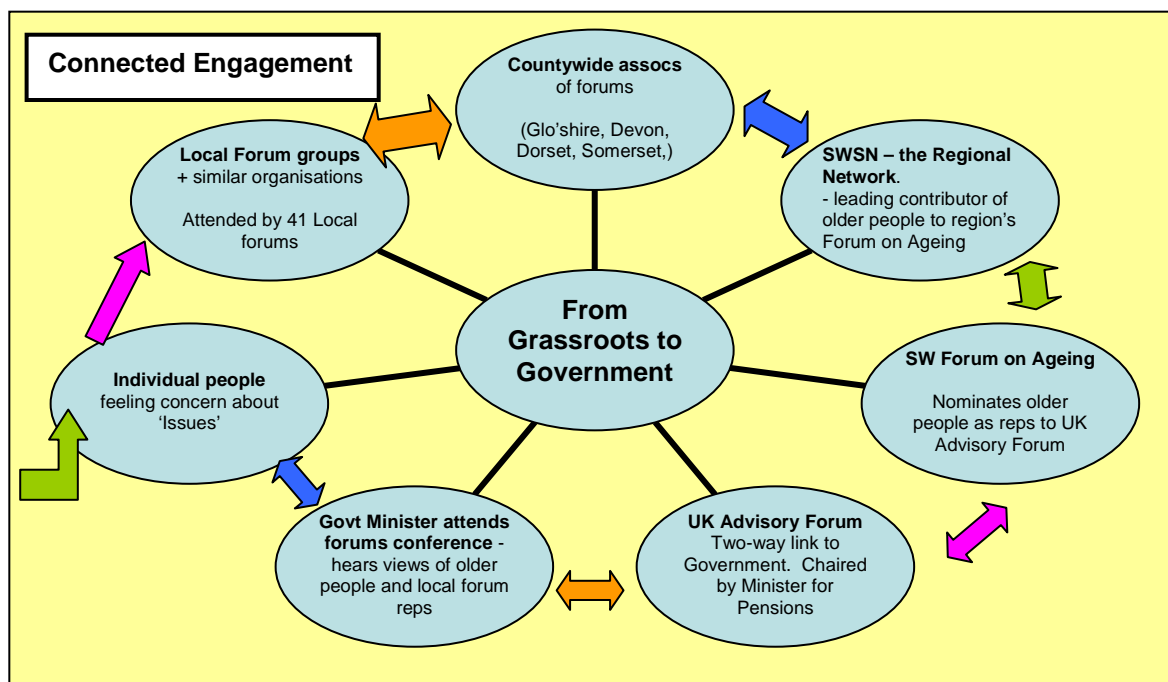 Connected Engagement
Countywide assocs
of forums
(Glo'shire, Devon,
Dorset, Somerset,)
Local Forum groups
+ similar organisations
Attended by 41 Local
forums
SWSN – the Regional
Network.
- leading contributor of
older people to region's
Forum on Ageing
From
Grassroots to
Government
Individual people
feeling concern about
'Issues'
SW Forum on Ageing
Nominates older
people as reps to UK
Advisory Forum
Govt Minister attends
forums conference -
hears views of older
people and local forum
reps
UK Advisory Forum
Two-way link to
Government. Chaired
by Minister for
Pensions